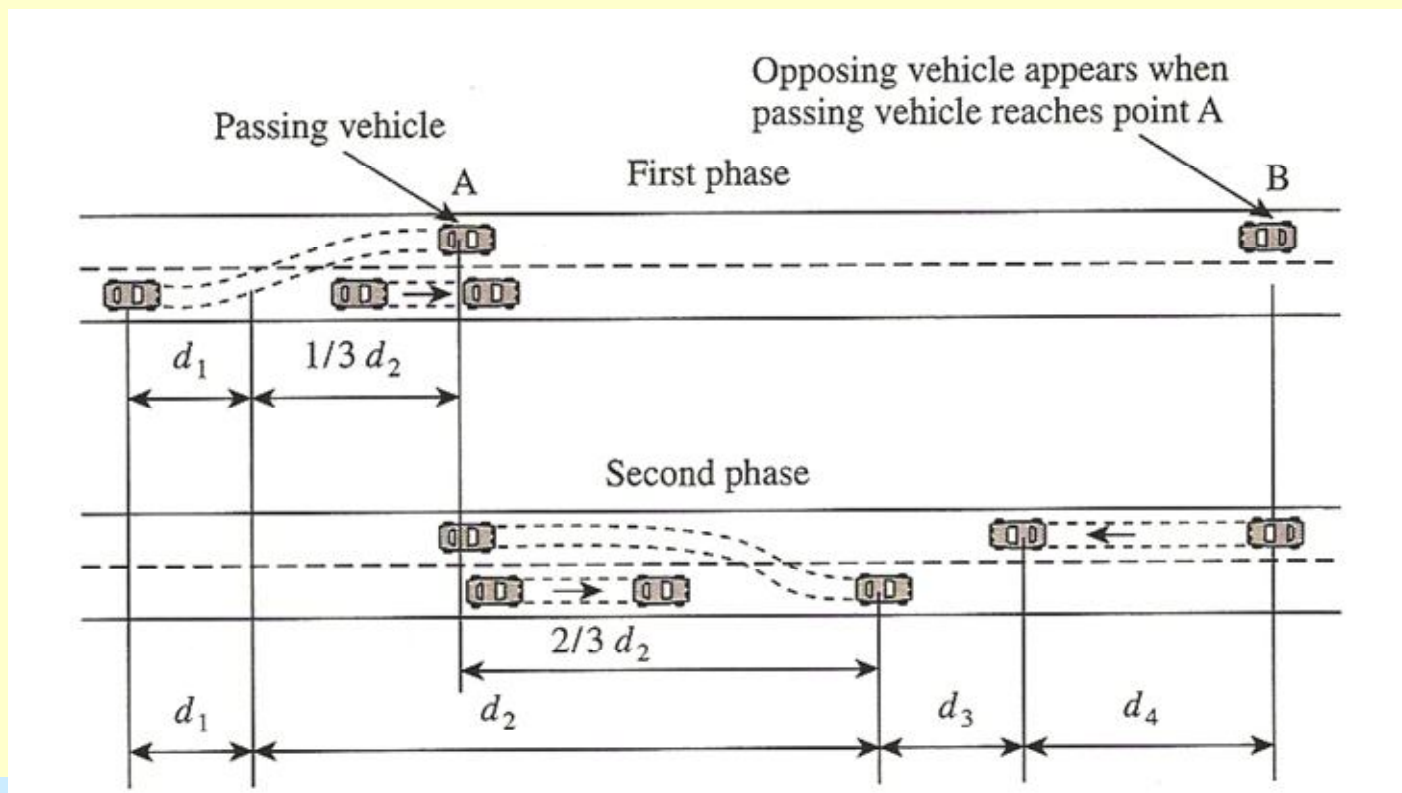 Opposing vehicle appears when
passing vehicle reaches point A
Passing vehicle
A
First phase
B
d1
1/3 d2
Second phase
2/3 d2
d1
d2
d3
d4